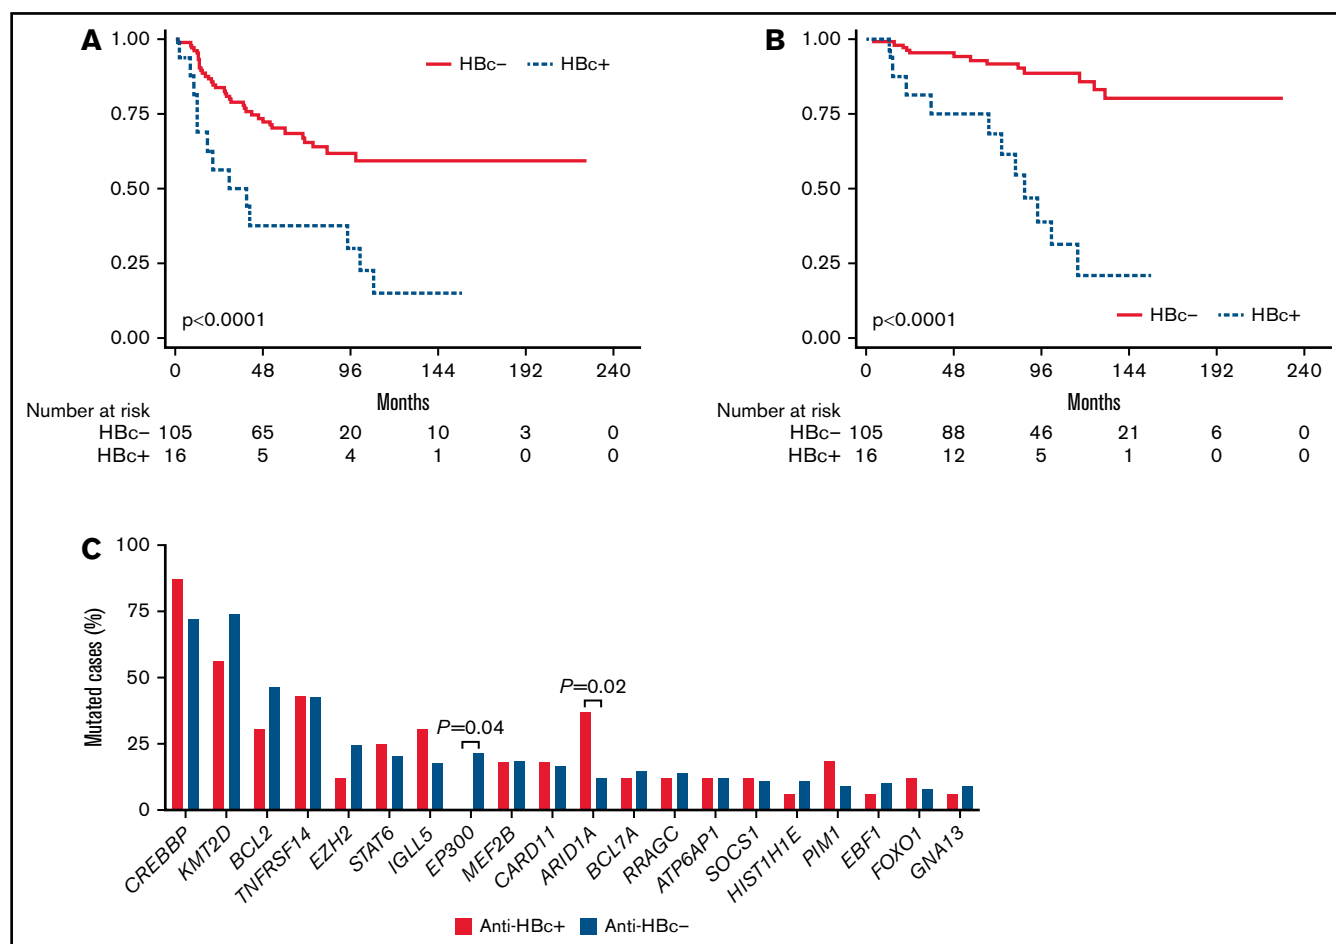 A
1.00
0.75
0.50
0.25
0.00
HBc− HBc+
p<0.0001
0 48 96 144 192 240
Months
Number at risk
HBc− 105 65 20 10 3 0
HBc+ 16 5 4 1 0 0
B
1.00
0.75
0.50
0.25
0.00
p<0.0001
HBc− HBc+
0 48 96 144 192 240
Months
Number at risk
HBc− 105 88 46 21 6 0
HBc+ 16 12 5 1 0 0
C
Mutated cases (%)
100
75
50
25
0
P=0.04
P=0.02
CREBBP
KMT2D
BCL2
TNFRSF14
EZH2
STAT6
IGLL5
EP300
MEF2B
CARD11
ARID1A
BCL7A
RRAGC
ATP6AP1
SOCS1
HIST1H1E
PIM1
EBF1
FOXO1
GNA13
Anti-HBc+ Anti-HBc−